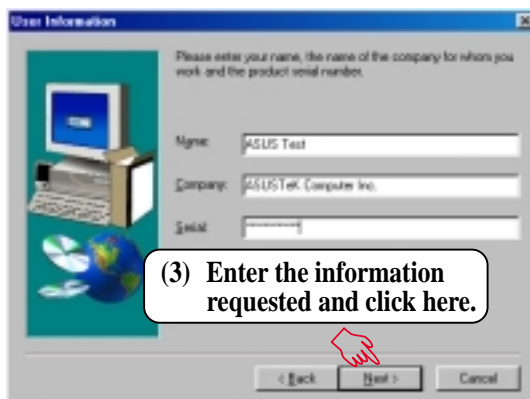 User Information
Please enter your name, the name of the company for whom you
work and the product serial number.
Name: ASUS Test
Company: ASUSTeK Computer Inc.
Serial:
(3) Enter the information
requested and click here.
< Back Next > Cancel